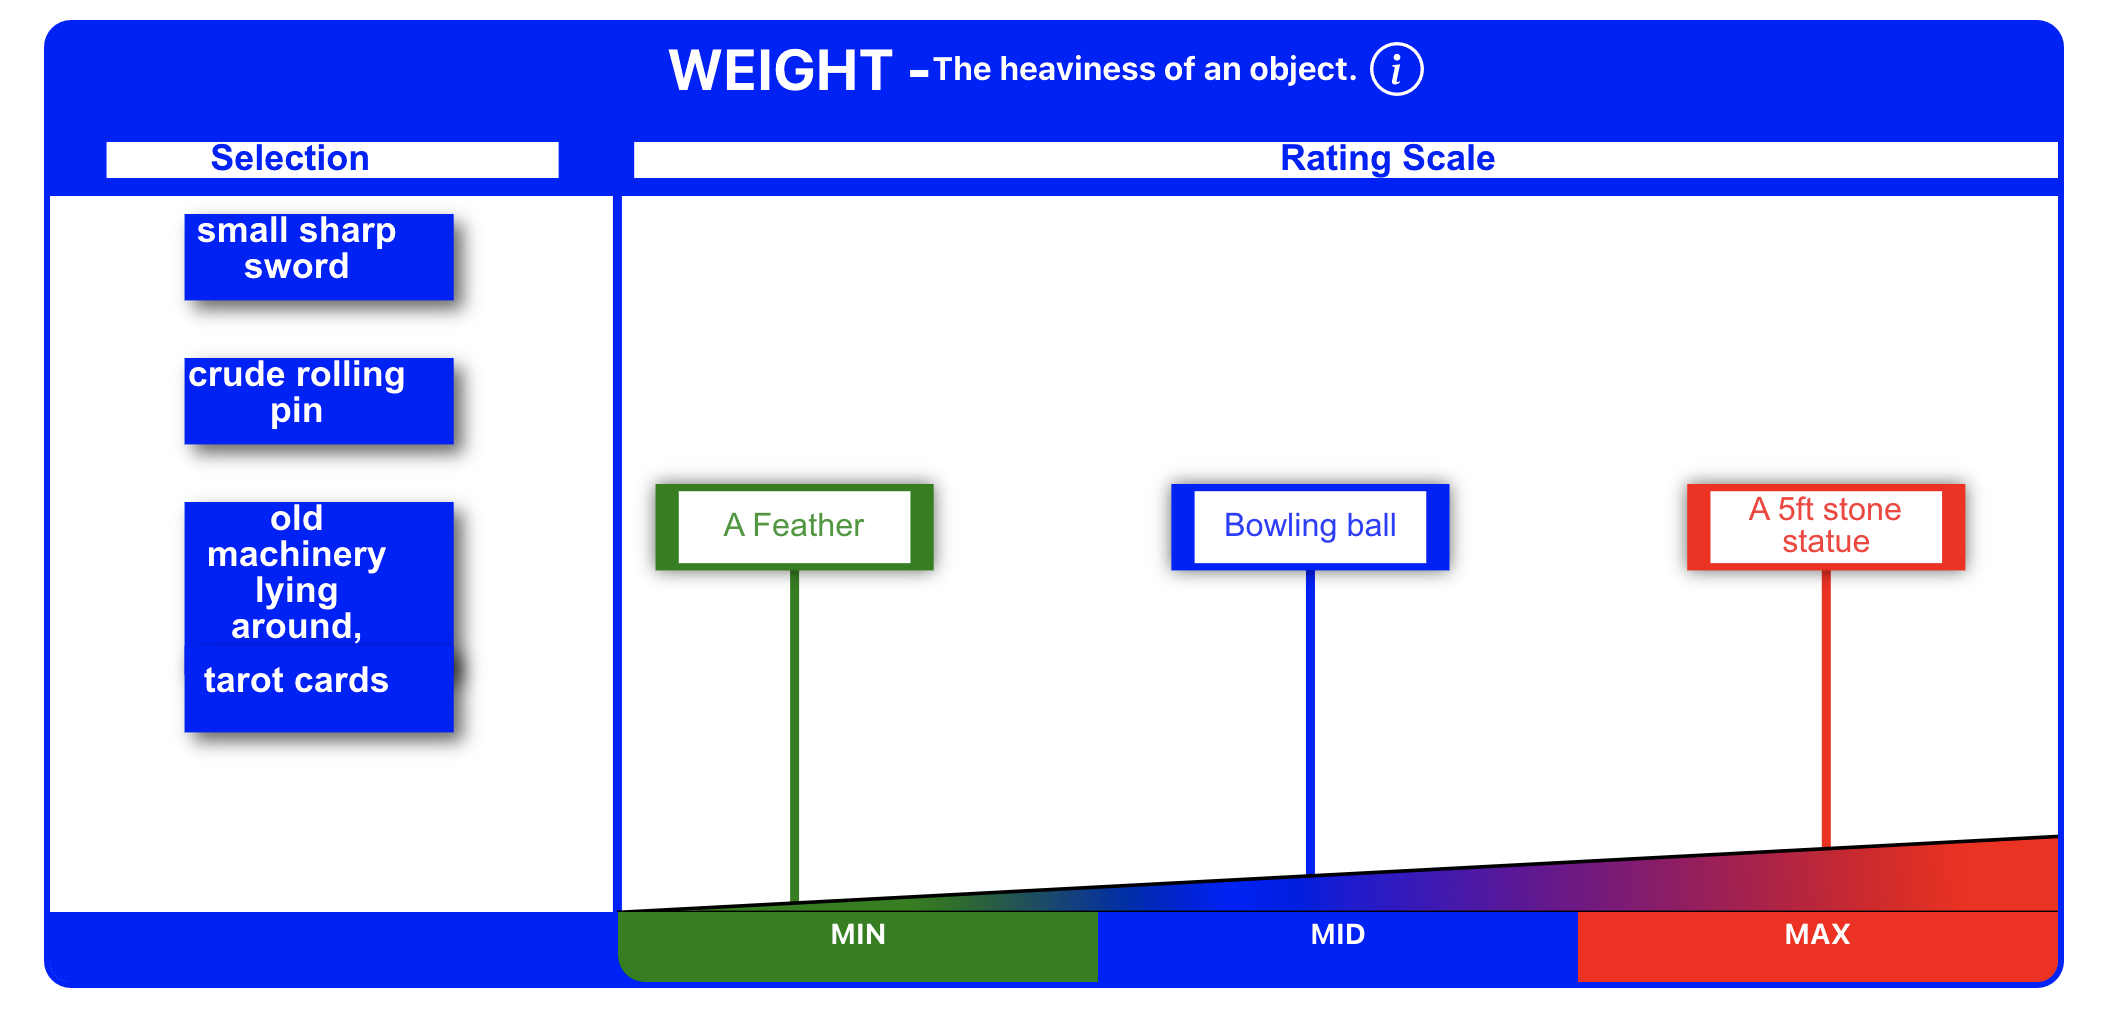 WEIGHT -The heaviness of an object. i
Selection
Rating Scale
small sharp
sword
crude rolling
pin
old
machinery
lying
around,
tarot cards
A Feather
Bowling ball
A 5ft stone
statue
MIN
MID
MAX